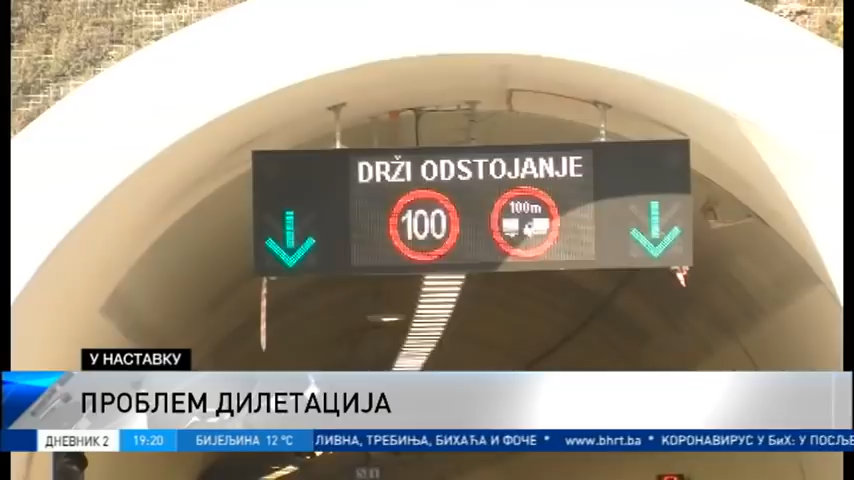 DRŽI ODSTOJANJE
100
100m
У НАСТАВКУ
ПРОБЛЕМ ДИЛЕТАЦИЈА
ДНЕВНИК 2 19:20 БИЈЕЉИНА 12 °C ЛИВНА, ТРЕБИЊА, БИХАЋА И ФОЧЕ * www.bhrt.ba * КОРОНАВИРУС У БиХ: У ПОСЉЕ